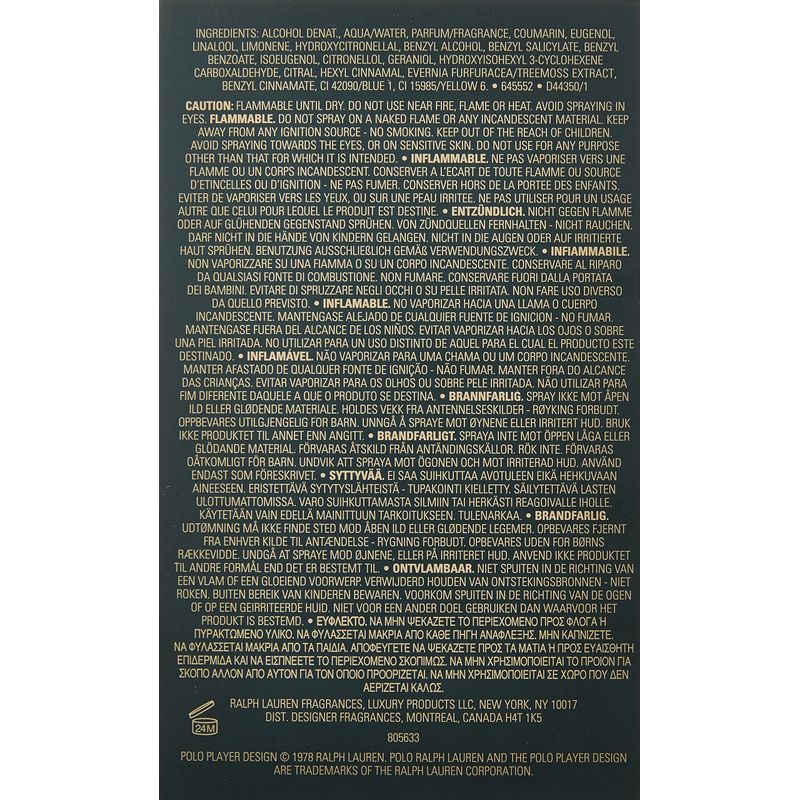 INGREDIENTS: ALCOHOL DENAT., AQUA/WATER, PARFUM/FRAGRANCE, COUMARIN, EUGENOL,
LINALOOL, LIMONENE, HYDROXYCITRONELLAL, BENZYL ALCOHOL, BENZYL SALICYLATE, BENZYL
BENZOATE, ISOEUGENOL, CITRONELLOL, GERANIOL, HYDROXYISOHEXYL 3-CYCLOHEXENE
CARBOXALDEHYDE, CITRAL, HEXYL CINNAMAL, EVERNIA FURFURACEA/TREEMOSS EXTRACT,
BENZYL CINNAMATE, CI 42090/BLUE 1, CI 15985/YELLOW 6. • 645552 • D44350/1
CAUTION: FLAMMABLE UNTIL DRY. DO NOT USE NEAR FIRE, FLAME OR HEAT. AVOID SPRAYING IN
EYES. FLAMMABLE. DO NOT SPRAY ON A NAKED FLAME OR ANY INCANDESCENT MATERIAL. KEEP
AWAY FROM ANY IGNITION SOURCE - NO SMOKING. KEEP OUT OF THE REACH OF CHILDREN.
AVOID SPRAYING TOWARDS THE EYES, OR ON SENSITIVE SKIN. DO NOT USE FOR ANY PURPOSE
OTHER THAN THAT FOR WHICH IT IS INTENDED. • INFLAMMABLE. NE PAS VAPORISER VERS UNE
FLAMME OU UN CORPS INCANDESCENT. CONSERVER A L'ECART DE TOUTE FLAMME OU SOURCE
D'ETINCELLES OU D'IGNITION - NE PAS FUMER. CONSERVER HORS DE LA PORTEE DES ENFANTS.
EVITER DE VAPORISER VERS LES YEUX, OU SUR UNE PEAU IRRITEE. NE PAS UTILISER POUR UN USAGE
AUTRE QUE CELUI POUR LEQUEL LE PRODUIT EST DESTINE. • ENTZÜNDLICH. NICHT GEGEN FLAMME
ODER AUF GLÜHENDEN GEGENSTAND SPRÜHEN. VON ZÜNDQUELLEN FERNHALTEN - NICHT RAUCHEN.
DARF NICHT IN DIE HÄNDE VON KINDERN GELANGEN. NICHT IN DIE AUGEN ODER AUF IRRITIERTE
HAUT SPRÜHEN. BENUTZUNG AUSSCHLIEßLICH GEMÄß VERWENDUNGSZWECK. • INFIAMMABILE.
NON VAPORIZZARE SU UNA FIAMMA O SU UN CORPO INCANDESCENTE. CONSERVARE AL RIPARO
DA QUALSIASI FONTE DI COMBUSTIONE. NON FUMARE. CONSERVARE FUORI DALLA PORTATA
DEI BAMBINI. EVITARE DI SPRUZZARE NEGLI OCCHI O SU PELLE IRRITATA. NON FARE USO DIVERSO
DA QUELLO PREVISTO. • INFLAMABLE. NO VAPORIZAR HACIA UNA LLAMA O CUERPO
INCANDESCENTE. MANTENGASE ALEJADO DE CUALQUIER FUENTE DE IGNICION - NO FUMAR.
MANTENGASE FUERA DEL ALCANCE DE LOS NIÑOS. EVITAR VAPORIZAR HACIA LOS OJOS O SOBRE
UNA PIEL IRRITADA. NO UTILIZAR PARA UN USO DISTINTO DE AQUEL PARA EL CUAL EL PRODUCTO ESTE
DESTINADO. • INFLAMÁVEL. NÃO VAPORIZAR PARA UMA CHAMA OU UM CORPO INCANDESCENTE.
MANTER AFASTADO DE QUALQUER FONTE DE IGNIÇÃO - NÃO FUMAR. MANTER FORA DO ALCANCE
DAS CRIANÇAS. EVITAR VAPORIZAR PARA OS OLHOS OU SOBRE PELE IRRITADA. NÃO UTILIZAR PARA
FIM DIFERENTE DAQUELE A QUE O PRODUTO SE DESTINA. • BRANNFARLIG. SPRAY IKKE MOT ÅPEN
ILD ELLER GLØDENDE MATERIALE. HOLDES VEKK FRA ANTENNELSESKILDER - RØYKING FORBUDT.
OPPBEVARES UTILGJENGELIG FOR BARN. UNNGÅ Å SPRAYE MOT ØYNENE ELLER IRRITERT HUD. BRUK
IKKE PRODUKTET TIL ANNET ENN ANGITT. • BRANDFARLIGT. SPRAYA INTE MOT ÖPPEN LÅGA ELLER
GLÖDANDE MATERIAL. FÖRVARAS ÅTSKILD FRÅN ANTÄNDINGSKÄLLOR. RÖK INTE. FÖRVARAS
OÅTKOMLIGT FÖR BARN. UNDVIK ATT SPRAYA MOT ÖGONEN OCH MOT IRRITERAD HUD. ANVÄND
ENDAST SOM FÖRESKRIVET. • SYTTYVÄÄ. EI SAA SUIHKUTTAA AVOTULEEN EIKÄ HEHKUVAAN
AINEESEEN. ERISTETTÄVÄ SYTYTYSLÄHTEISTÄ - TUPAKOINTI KIELLETTY. SÄILYTETTÄVÄ LASTEN
ULOTTUMATTOMISSA. VARO SUIHKUTTAMASTA SILMIIN TAI HERKÄSTI REAGOIVALLE IHOLLE.
KÄYTETÄÄN VAIN EDELLÄ MAINITTUUN TARKOITUKSEEN. TULENARKAA. • BRANDFARLIG.
UDTØMNING MÅ IKKE FINDE STED MOD ÅBEN ILD ELLER GLØDENDE LEGEMER. OPBEVARES FJERNT
FRA ENHVER KILDE TIL ANTÆNDELSE - RYGNING FORBUDT. OPBEVARES UDEN FOR BØRNS
RÆKKEVIDDE. UNDGÅ AT SPRAYE MOD ØJNENE, ELLER PÅ IRRITERET HUD. ANVEND IKKE PRODUKTET
TIL ANDRE FORMÅL END DET ER BESTEMT TIL. • ONTVLAMBAAR. NIET SPUITEN IN DE RICHTING VAN
EEN VLAM OF EEN GLOEIEND VOORWERP. VERWIJDERD HOUDEN VAN ONTSTEKINGSBRONNEN - NIET
ROKEN. BUITEN BEREIK VAN KINDEREN BEWAREN. VOORKOM SPUITEN IN DE RICHTING VAN DE OGEN
OF OP EEN GEIRRITEERDE HUID. NIET VOOR EEN ANDER DOEL GEBRUIKEN DAN WAARVOOR HET
PRODUKT IS BESTEMD. • ΕΥΦΛΕΚΤΟ. ΝΑ ΜΗΝ ΨΕΚΑΖΕΤΕ ΤΟ ΠΕΡΙΕΧΟΜΕΝΟ ΠΡΟΣ ΦΛΟΓΑ Ή
ΠΥΡΑΚΤΩΜΕΝΟ ΥΛΙΚΟ. ΝΑ ΦΥΛΑΣΣΕΤΑΙ ΜΑΚΡΙΑ ΑΠΟ ΚΑΘΕ ΠΗΓΗ ΑΝΑΦΛΕΞΗΣ. ΜΗΝ ΚΑΠΝΙΖΕΤΕ.
ΝΑ ΦΥΛΑΣΣΕΤΑΙ ΜΑΚΡΙΑ ΑΠΟ ΤΑ ΠΑΙΔΙΑ. ΑΠΟΦΕΥΓΕΤΕ ΝΑ ΨΕΚΑΖΕΤΕ ΠΡΟΣ ΤΑ ΜΑΤΙΑ Ή ΠΡΟΣ ΕΥΑΙΣΘΗΤΗ
ΕΠΙΔΕΡΜΙΔΑ ΚΑΙ ΝΑ ΕΙΣΠΝΕΕΤΕ ΤΟ ΠΕΡΙΕΧΟΜΕΝΟ ΣΚΟΠΙΜΩΣ. ΝΑ ΜΗΝ ΧΡΗΣΙΜΟΠΟΙΕΙΤΑΙ ΤΟ ΠΡΟΙΟΝ ΓΙΑ
ΣΚΟΠΟ ΑΛΛΟΝ ΑΠΟ ΑΥΤΟΝ ΓΙΑ ΤΟΝ ΟΠΟΙΟ ΠΡΟΟΡΙΖΕΤΑΙ. ΝΑ ΜΗΝ ΧΡΗΣΙΜΟΠΟΙΕΙΤΑΙ ΣΕ ΧΩΡΟ ΠΟΥ ΔΕΝ
ΑΕΡΙΖΕΤΑΙ ΚΑΛΩΣ.
RALPH LAUREN FRAGRANCES, LUXURY PRODUCTS LLC, NEW YORK, NY 10017
DIST. DESIGNER FRAGRANCES, MONTREAL, CANADA H4T 1K5
24M
805633
POLO PLAYER DESIGN © 1978 RALPH LAUREN. POLO RALPH LAUREN AND THE POLO PLAYER DESIGN
ARE TRADEMARKS OF THE RALPH LAUREN CORPORATION.